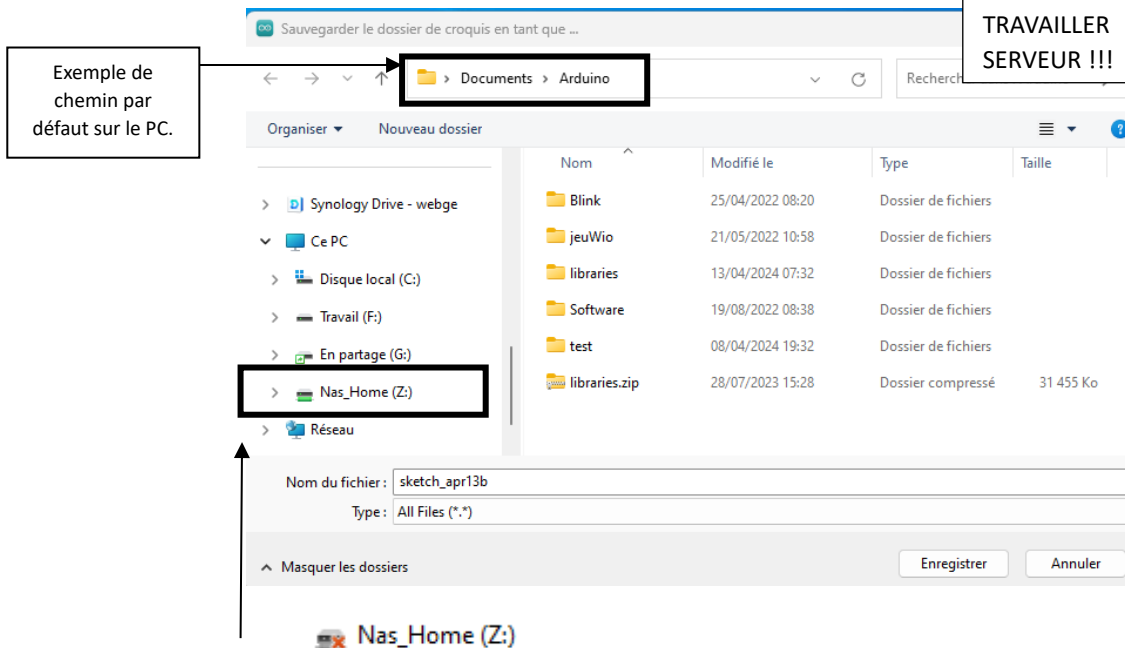 Sauvegarder le dossier de croquis en tant que ...
TRAVAILLER
SERVEUR !!!
Exemple de
chemin par
défaut sur le PC.
> Documents > Arduino
Recherch
Organiser
Nouveau dossier
Nom
Modifié le
Type
Taille
Synology Drive - webge
Ce PC
Disque local (C:)
Travail (F:)
En partage (G:)
Nas_Home (Z:)
Réseau
Blink 25/04/2022 08:20 Dossier de fichiers
jeuWio 21/05/2022 10:58 Dossier de fichiers
libraries 13/04/2024 07:32 Dossier de fichiers
Software 19/08/2022 08:38 Dossier de fichiers
test 08/04/2024 19:32 Dossier de fichiers
libraries.zip 28/07/2023 15:28 Dossier compressé 31 455 Ko
Nom du fichier : sketch_apr13b
Type : All Files (*.*)
Masquer les dossiers
Enregistrer
Annuler
Nas_Home (Z:)